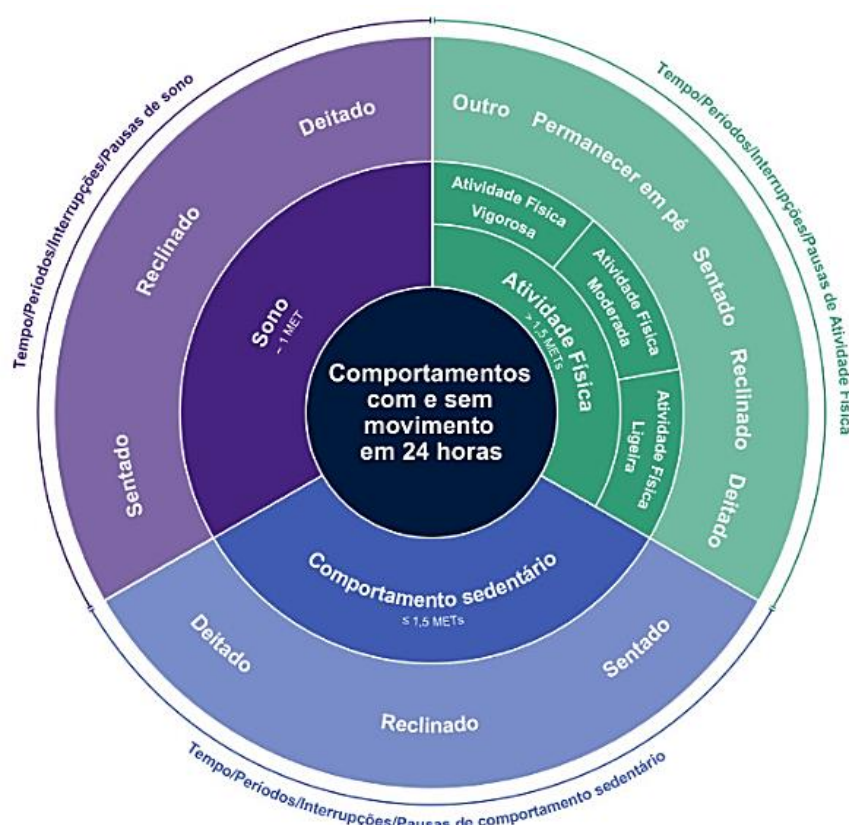 Comportamentos
com e sem
movimento
em 24 horas
Sono
~ 1 MET
Deitado
Reclinado
Sentado
Tempo/Períodos/Interrupções/Pausas de sono
Atividade Física
> 1,5 METs
Atividade Física
Vigorosa
Atividade Física
Moderada
Atividade Física
Ligeira
Outro
Permanecer em pé
Sentado
Reclinado
Deitado
Tempo/Períodos/Interrupções/Pausas de Atividade Física
Comportamento sedentário
≤ 1,5 METs
Deitado
Reclinado
Sentado
Tempo/Períodos/Interrupções/Pausas de comportamento sedentário